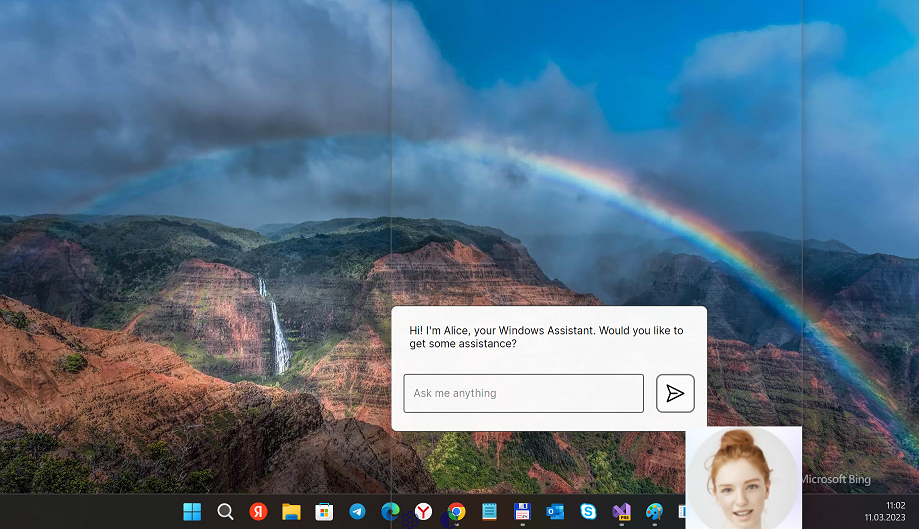 Hi! I'm Alice, your Windows Assistant. Would you like to
get some assistance?
Ask me anything
Microsoft Bing
Я
11:02
11.03.2023